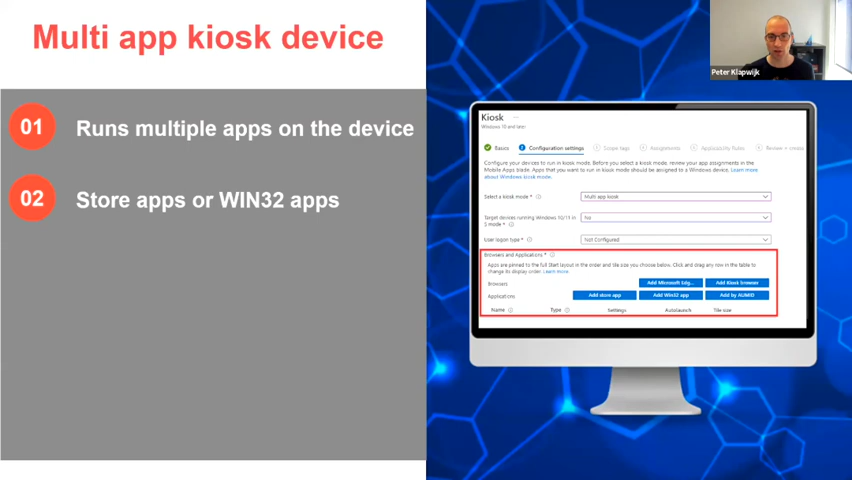 Multi app kiosk device
01 Runs multiple apps on the device
02 Store apps or WIN32 apps
Peter Klapwijk
Kiosk ...
Windows 10 and later
Basics 2 Configuration settings 3 Scope tags 4 Assignments 5 Applicability Rules 6 Review + create
Configure your devices to run in kiosk mode. Before you select a kiosk mode, review your app assignments in the
Mobile Apps blade. Apps that you want to run in kiosk mode should be assigned to a Windows device. Learn more
about Windows kiosk mode.
Select a kiosk mode * Multi app kiosk
Target devices running Windows 10/11 in No
S mode *
User logon type * Not Configured
Browsers and Applications *
Apps are pinned to the full Start layout in the order and tile size you choose below. Click and drag any row in the table to
change its display order. Learn more.
Browsers Add Microsoft Edg... Add Kiosk browser
Applications Add store app Add Win32 app Add by AUMID
Name Type Settings Autolaunch Tile size